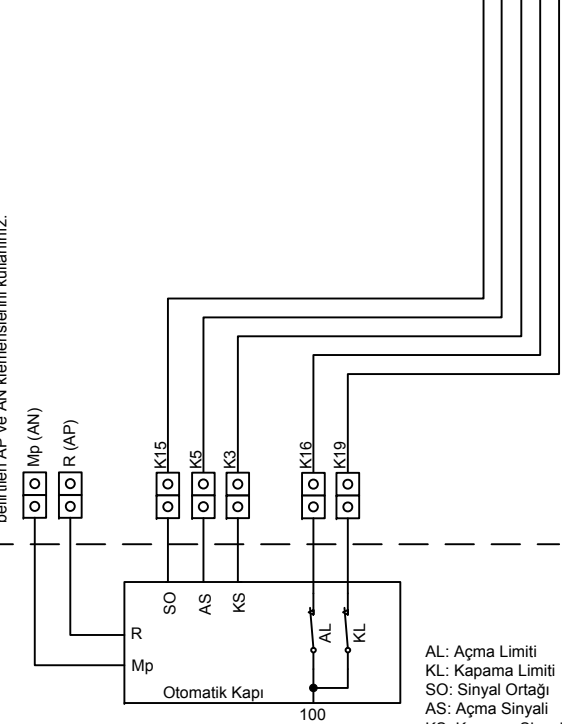 belirtilen AP ve AN klemenslerini kullanınız.
Mp (AN)
R (AP)
K15
K5
K3
K16
K19
SO
AS
KS
R
Mp
AL
KL
Otomatik Kapı
100
AL: Açma Limiti
KL: Kapama Limiti
SO: Sinyal Ortağı
AS: Açma Sinyali